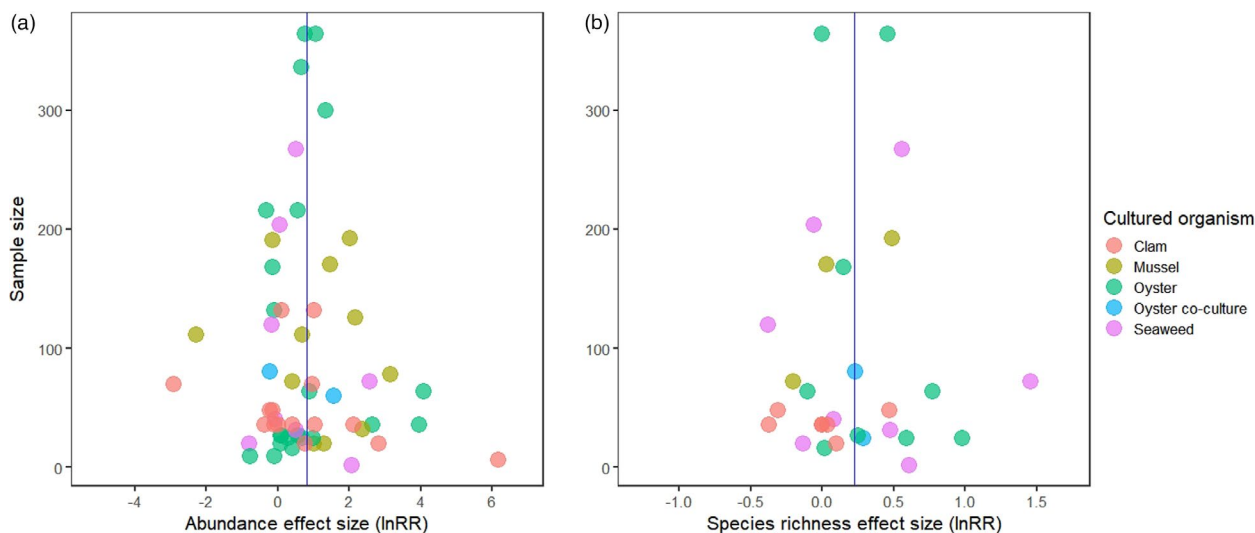 (a)
Sample size
300
200
100
0
-4
-2
0
2
4
6
Abundance effect size (lnRR)
(b)
300
200
100
0
-1.0
-0.5
0.0
0.5
1.0
1.5
Species richness effect size (lnRR)
Cultured organism
Clam
Mussel
Oyster
Oyster co-culture
Seaweed